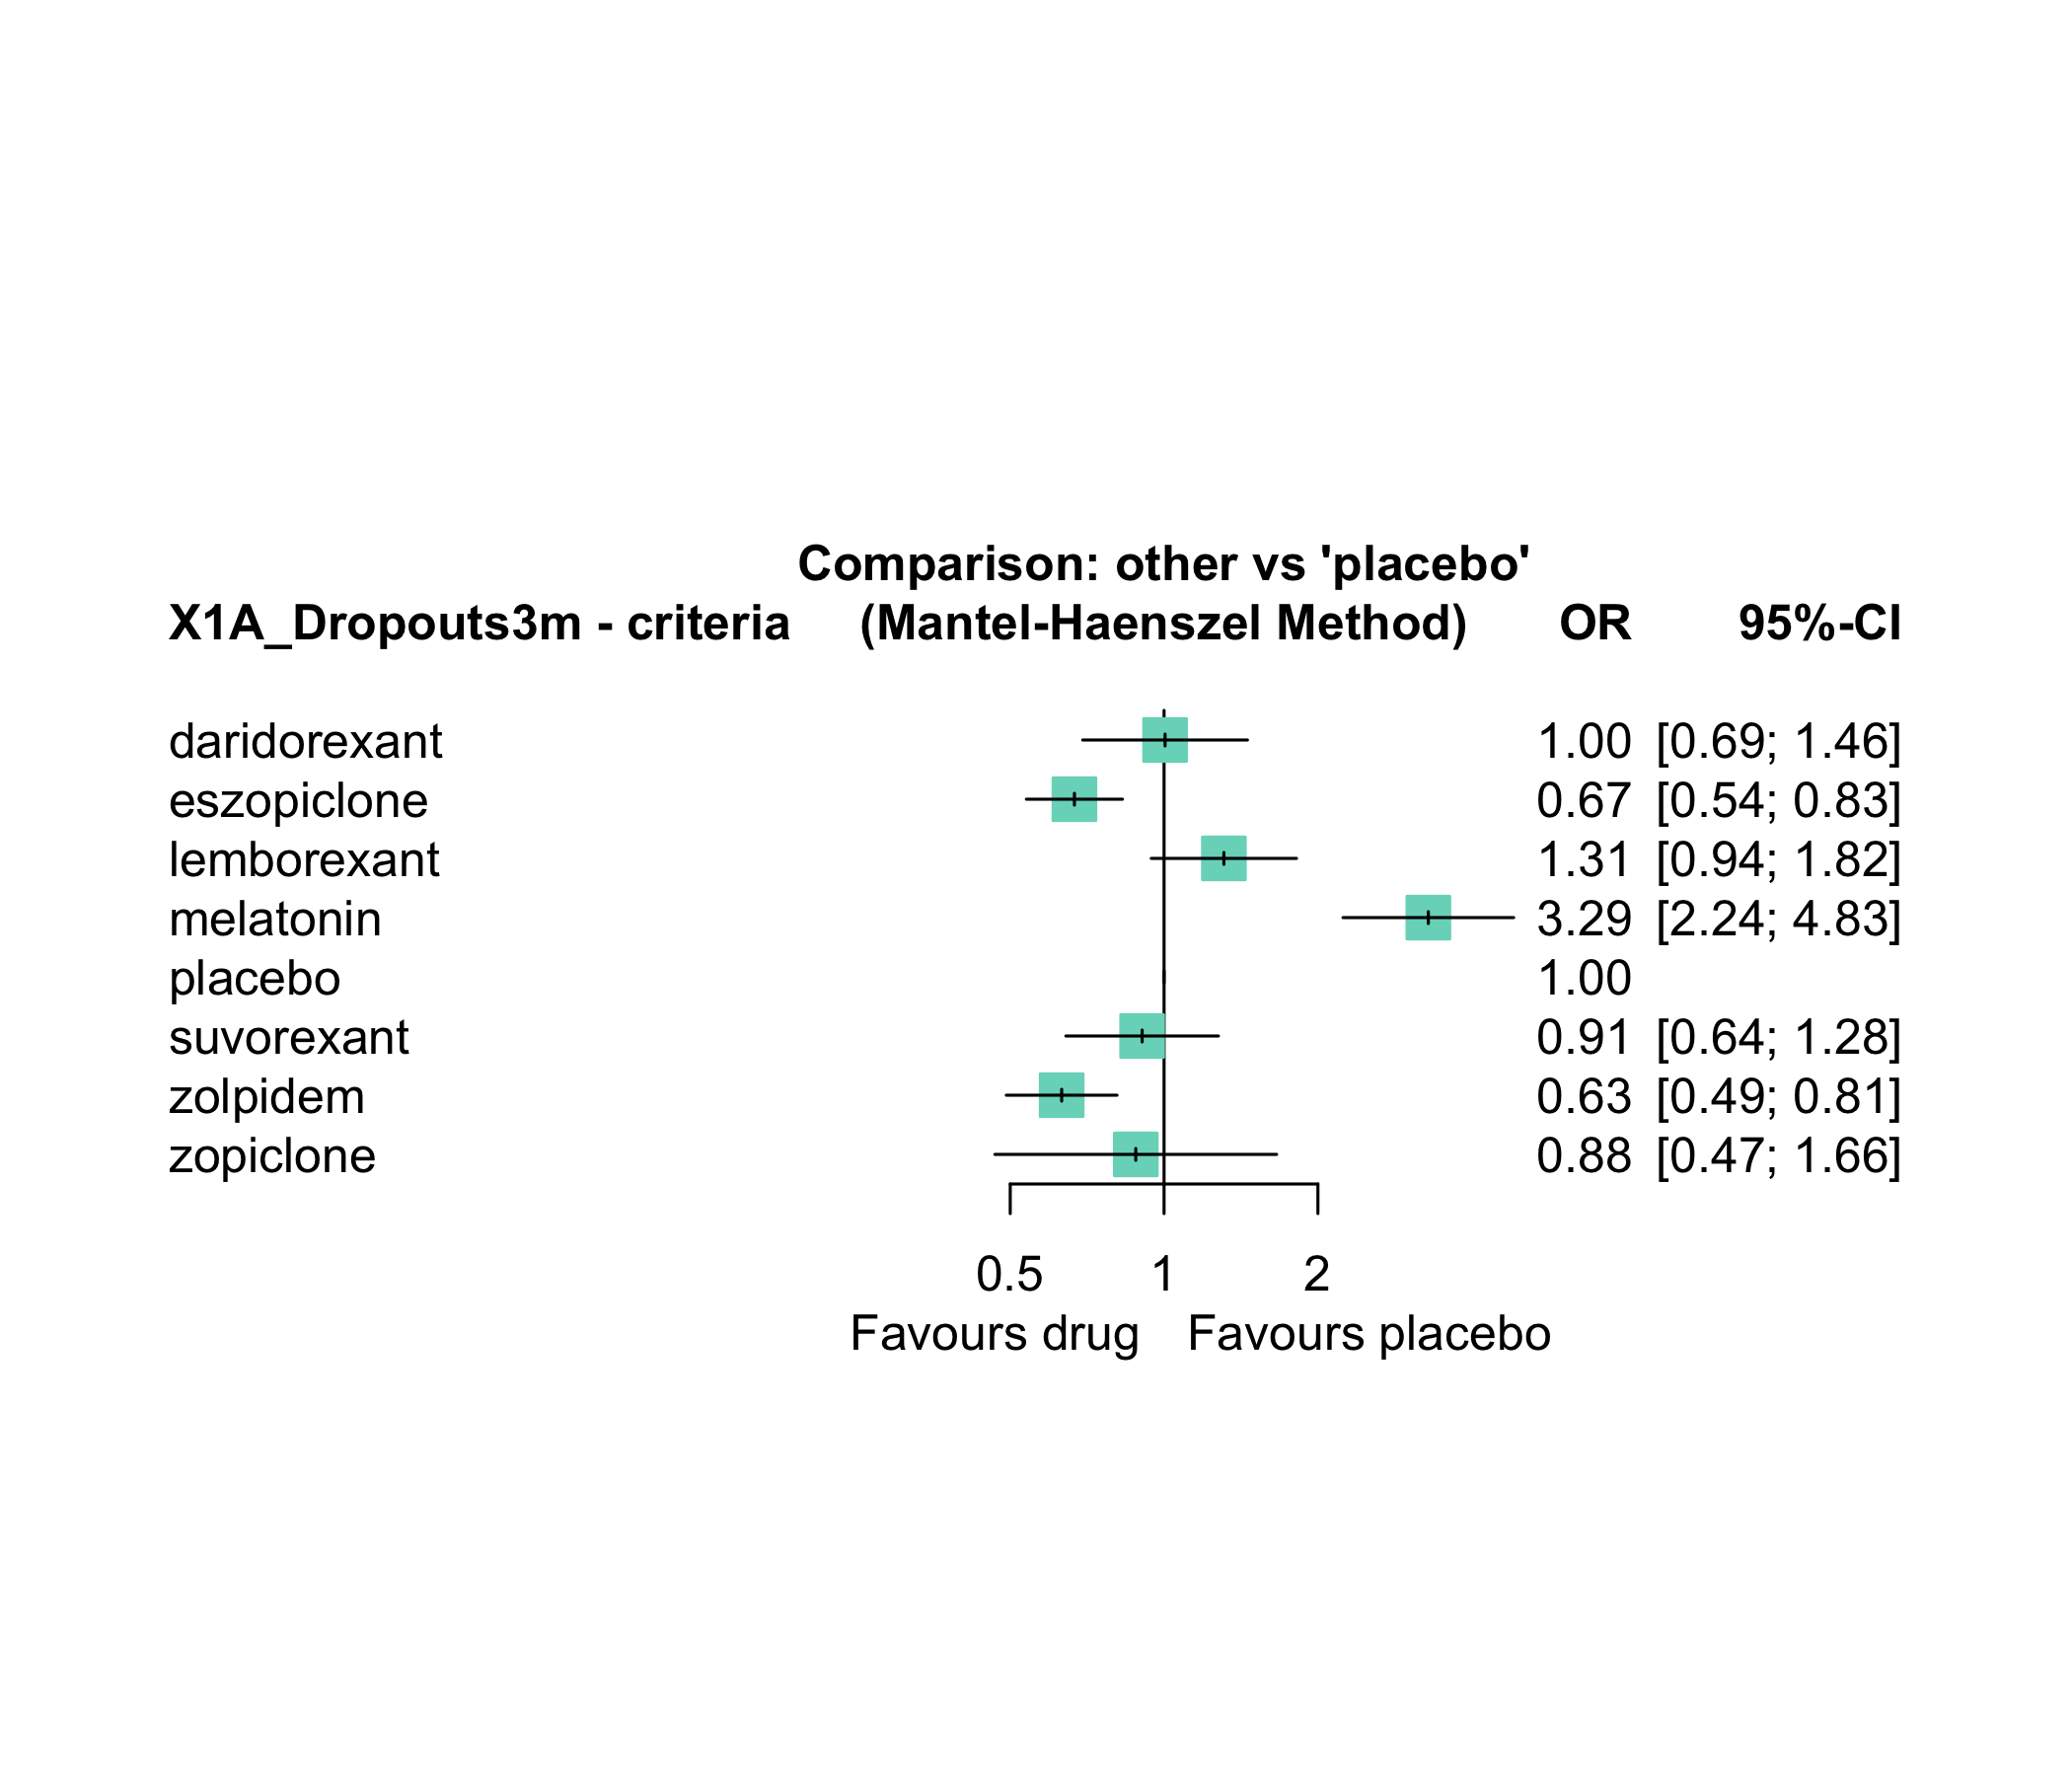 Comparison: other vs 'placebo'
X1A_Dropouts3m - criteria (Mantel-Haenszel Method) OR 95%-CI
daridorexant 1.00 [0.69; 1.46]
eszopiclone 0.67 [0.54; 0.83]
lemborexant 1.31 [0.94; 1.82]
melatonin 3.29 [2.24; 4.83]
placebo 1.00
suvorexant 0.91 [0.64; 1.28]
zolpidem 0.63 [0.49; 0.81]
zopiclone 0.88 [0.47; 1.66]
0.5 1 2
Favours drug Favours placebo